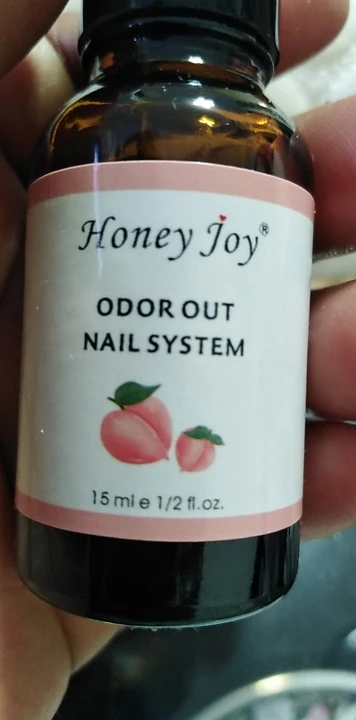 Honey Joy®
ODOR OUT
NAIL SYSTEM
15 ml e 1/2 fl.oz.